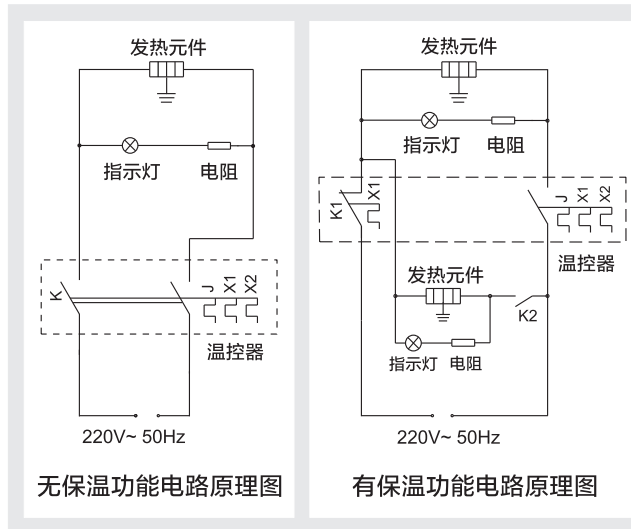 发热元件
指示灯 电阻
K J X1 X2
温控器
220V~ 50Hz
无保温功能电路原理图
发热元件
指示灯 电阻
K1 X1 J X1 X2
温控器
发热元件
K2
指示灯 电阻
220V~ 50Hz
有保温功能电路原理图